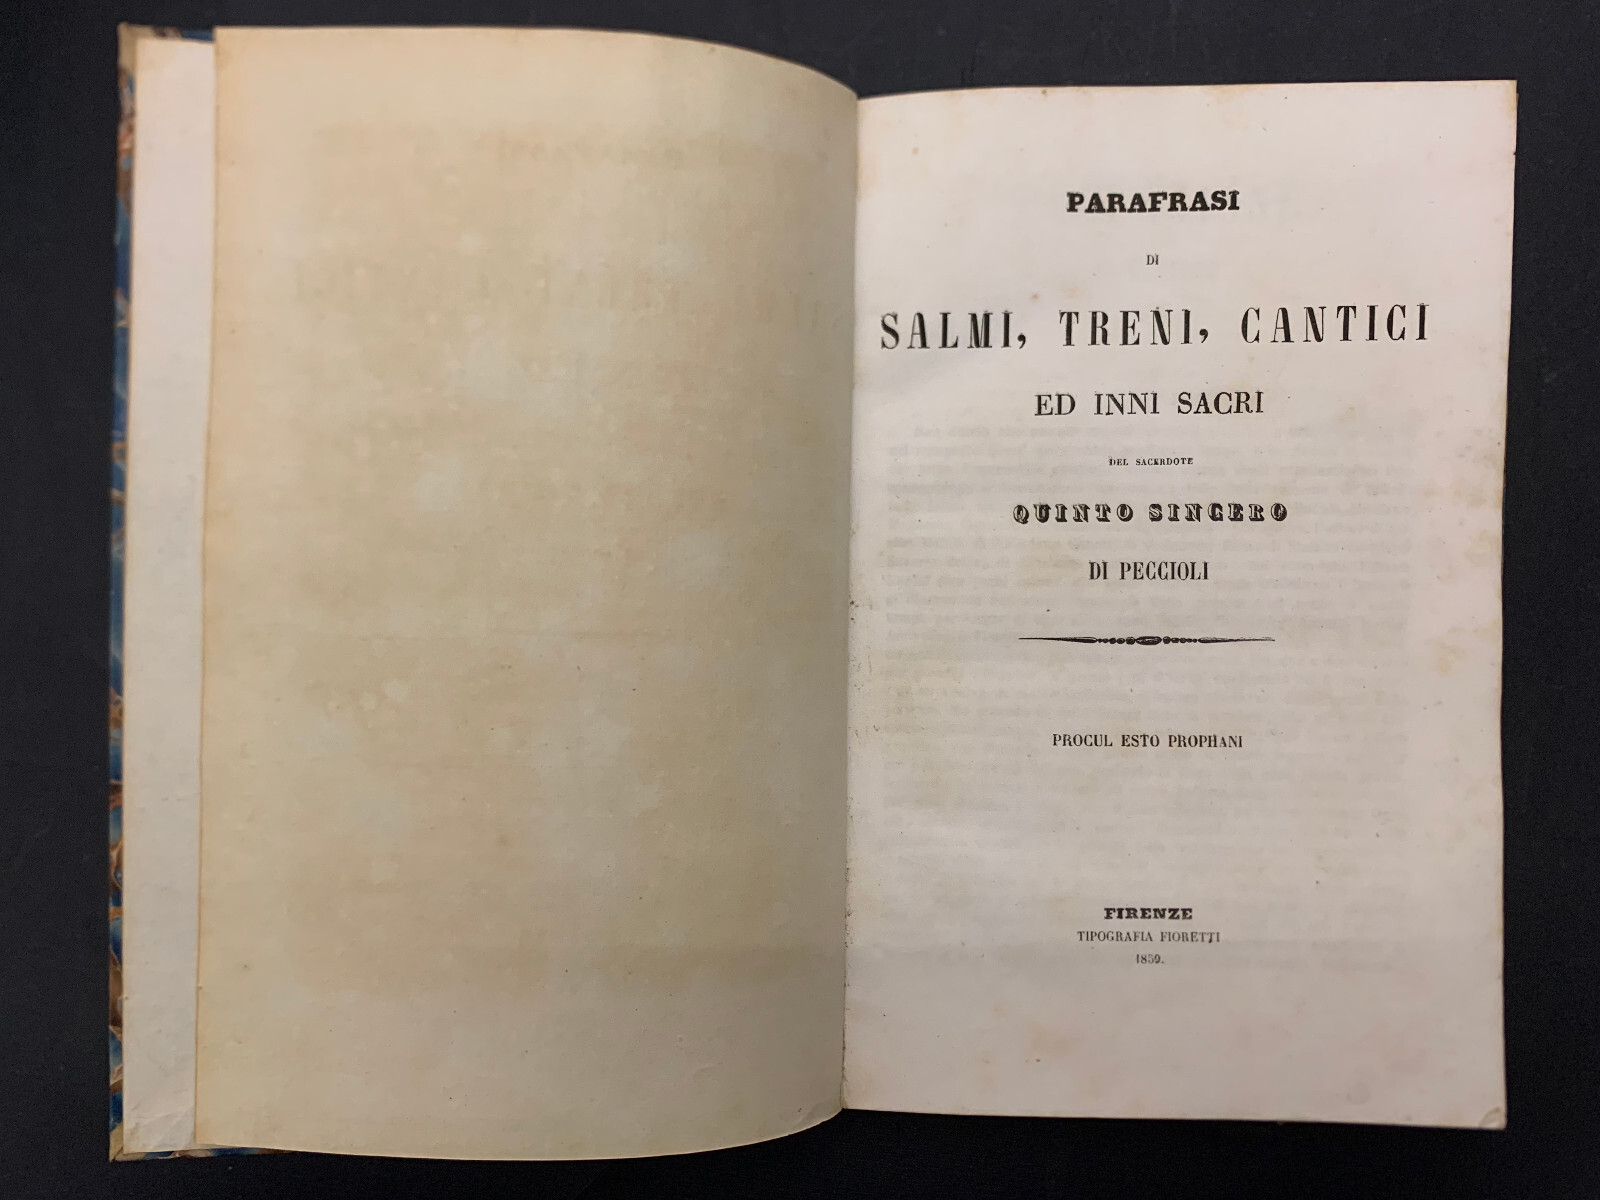 PARAFRASI
DI
SALMI, TRENI, CANTICI
ED INNI SACRI
DEL SACERDOTE
QUINTO SINCERO
DI PECCIOLI
PROCUL ESTO PROPHANI
FIRENZE
TIPOGRAFIA FIORETTI
1859.